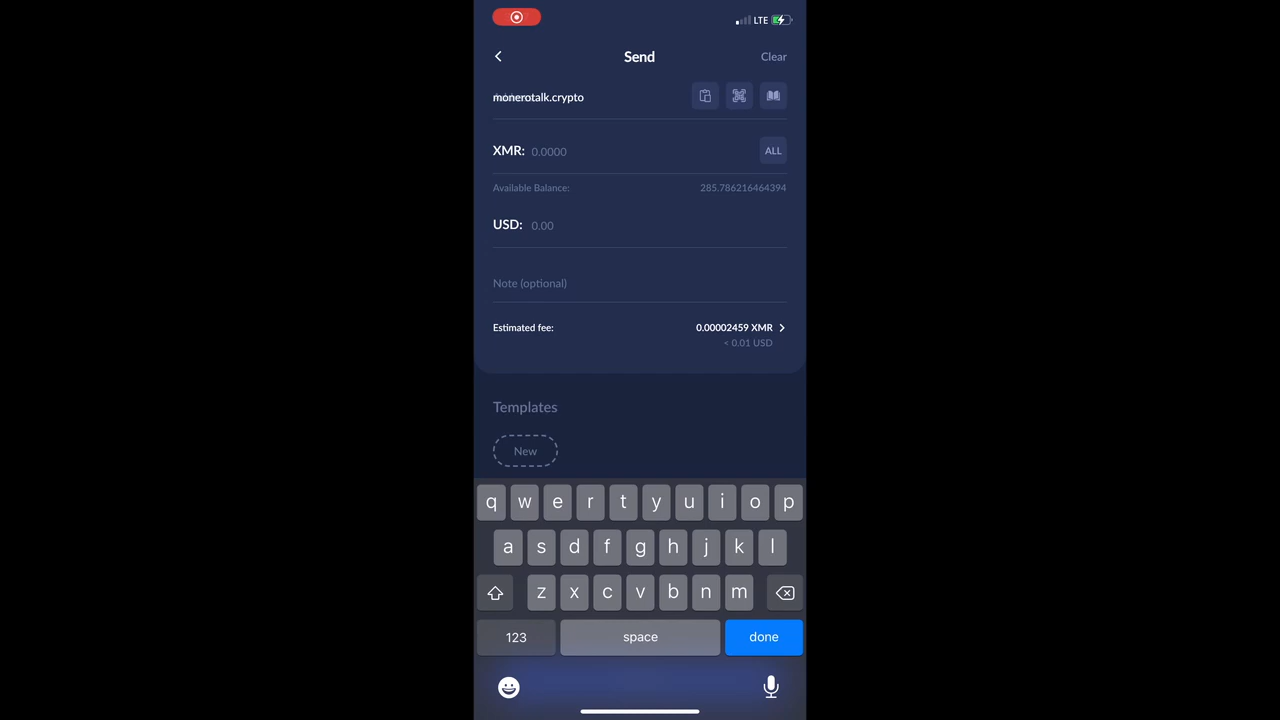 LTE
Send
Clear
monerotalk.crypto
XMR: 0.0000
ALL
Available Balance: 285.786216464394
USD: 0.00
Note (optional)
Estimated fee: 0.00002459 XMR
< 0.01 USD
Templates
New
q w e r t y u i o p
a s d f g h j k l
z x c v b n m
123 space done